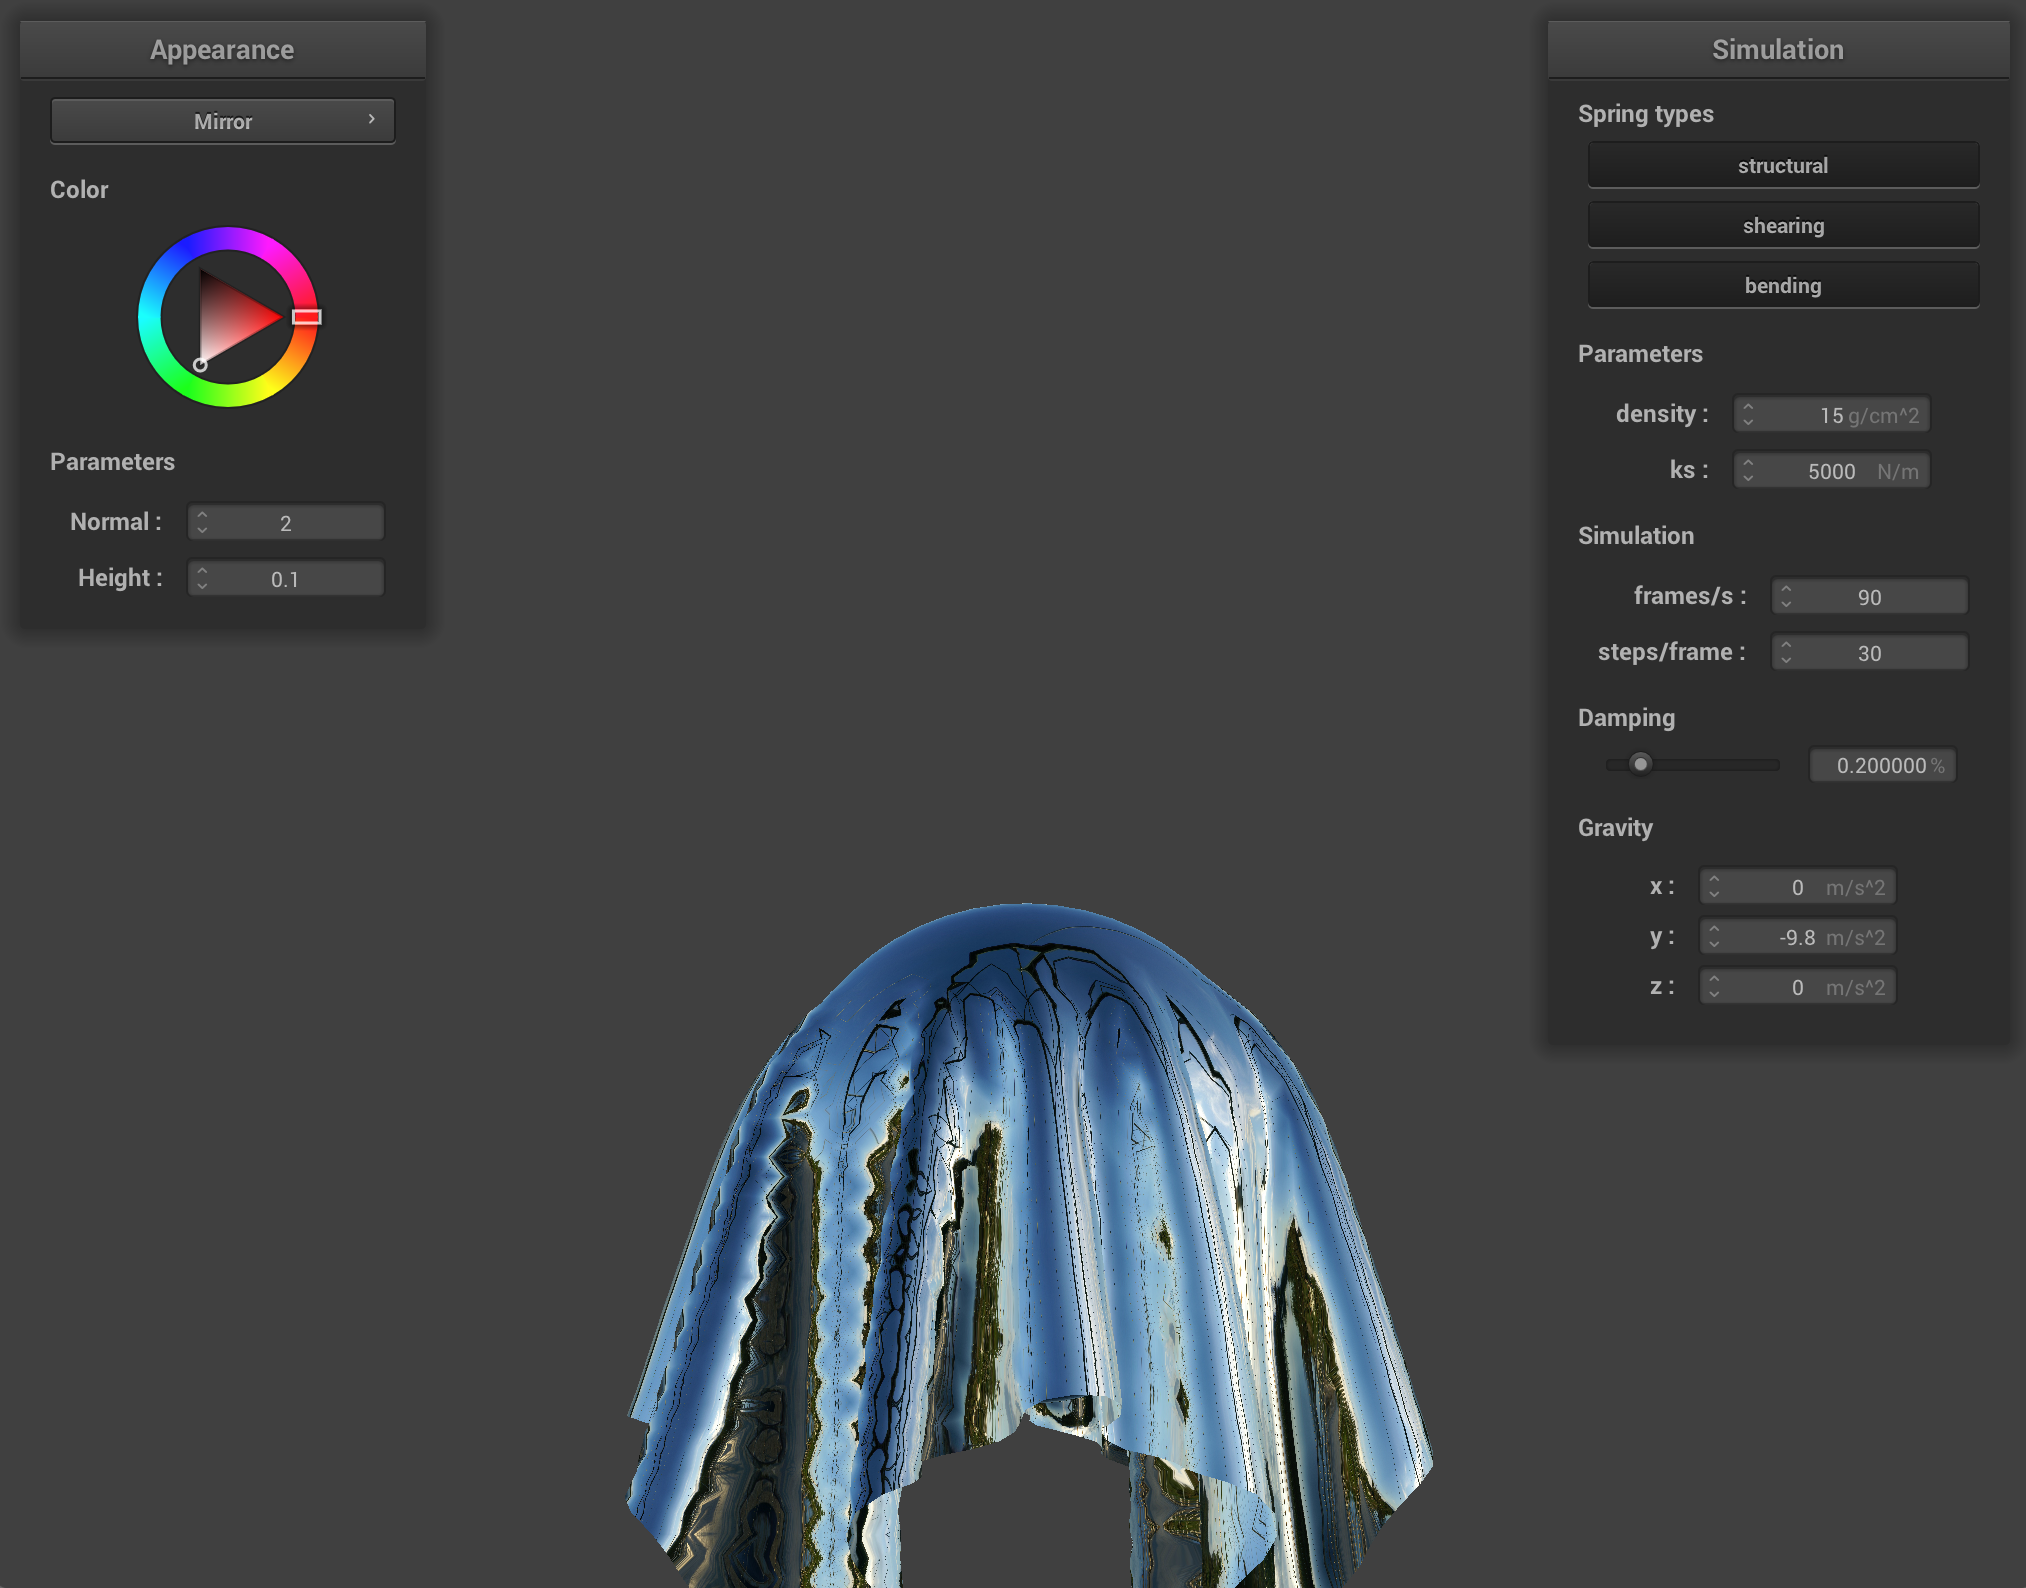 Appearance
Mirror
Color
Parameters
Normal : 2
Height : 0.1
Simulation
Spring types
structural
shearing
bending
Parameters
density : 15 g/cm^2
ks : 5000 N/m
Simulation
frames/s : 90
steps/frame : 30
Damping
0.200000 %
Gravity
x : 0 m/s^2
y : -9.8 m/s^2
z : 0 m/s^2